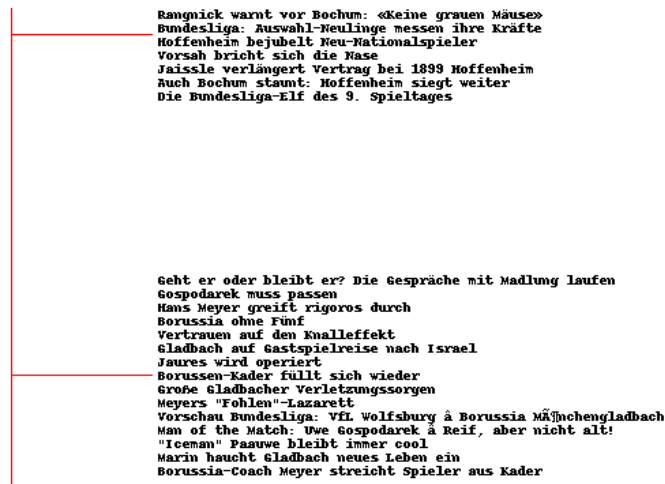 Rangnick warnt vor Bochum: «Keine grauen Mäuse»
Bundesliga: Auswahl-Neulinge messen ihre Kräfte
Hoffenheim bejubelt Neu-Nationalspieler
Vorsah bricht sich die Nase
Jaissle verlängert Vertrag bei 1899 Hoffenheim
Auch Bochum staunt: Hoffenheim siegt weiter
Die Bundesliga-Elf des 9. Spieltages
Geht er oder bleibt er? Die Gespräche mit Madlung laufen
Gospodarek muss passen
Hans Meyer greift rigoros durch
Borussia ohne Fünf
Vertrauen auf den Knalleffekt
Gladbach auf Gastspielreise nach Israel
Jaures wird operiert
Borussen-Kader füllt sich wieder
Große Gladbacher Verletzungssorgen
Meyers "Fohlen"-Lazarett
Vorschau Bundesliga: VfL Wolfsburg â Borussia MÃ¶nchengladbach
Man of the Match: Uwe Gospodarek â Reif, aber nicht alt!
"Iceman" Paauwe bleibt immer cool
Marin haucht Gladbach neues Leben ein
Borussia-Coach Meyer streicht Spieler aus Kader